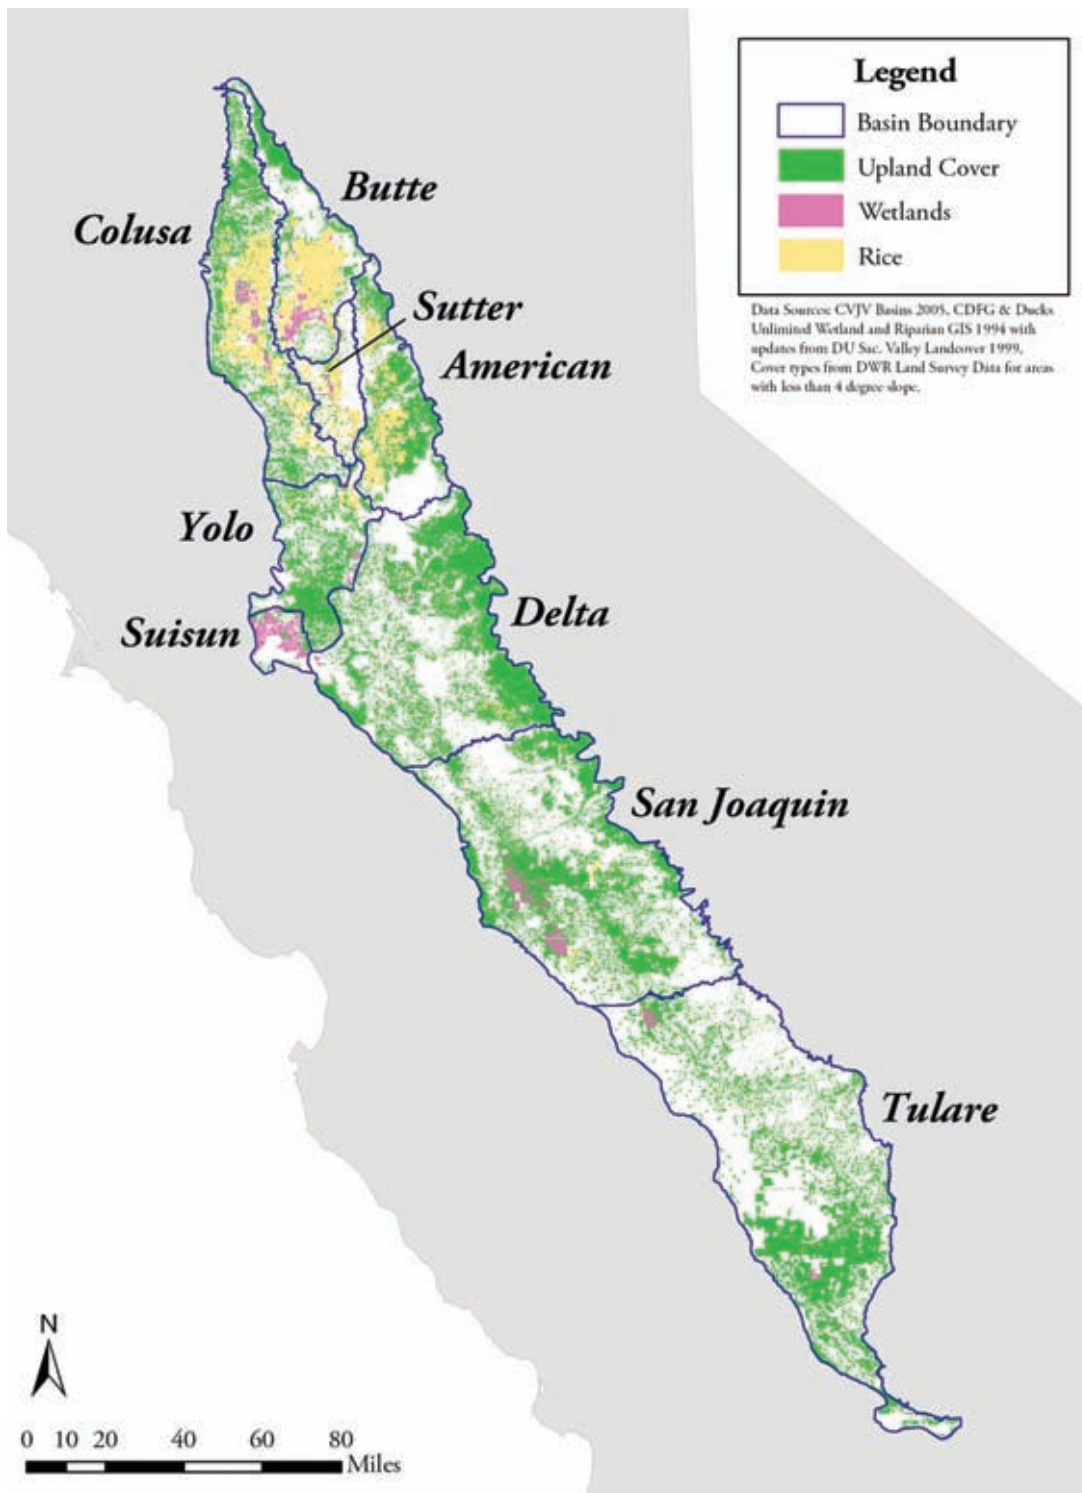 Legend
Basin Boundary
Upland Cover
Wetlands
Rice
Data Sources: CVJV Basins 2005, CDFG & Ducks
Unlimited Wetland and Riparian GIS 1994 with
updates from DU Sac. Valley Landcover 1999,
Cover types from DWR Land Survey Data for areas
with less than 4 degree slope.
Butte
Colusa
Sutter
American
Yolo
Delta
Suisun
San Joaquin
Tulare
N
0 10 20 40 60 80
Miles